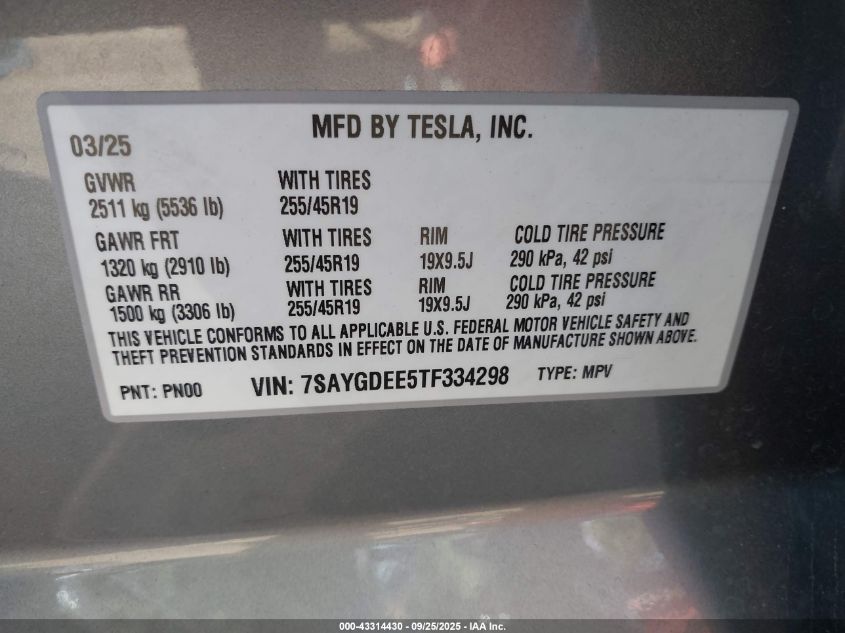 MFD BY TESLA, INC.
03/25
GVWR WITH TIRES
2511 kg (5536 lb) 255/45R19
GAWR FRT WITH TIRES RIM COLD TIRE PRESSURE
1320 kg (2910 lb) 255/45R19 19X9.5J 290 kPa, 42 psi
GAWR RR WITH TIRES RIM COLD TIRE PRESSURE
1500 kg (3306 lb) 255/45R19 19X9.5J 290 kPa, 42 psi
THIS VEHICLE CONFORMS TO ALL APPLICABLE U.S. FEDERAL MOTOR VEHICLE SAFETY AND
THEFT PREVENTION STANDARDS IN EFFECT ON THE DATE OF MANUFACTURE SHOWN ABOVE.
PNT: PN00 VIN: 7SAYGDEE5TF334298 TYPE: MPV
000-43314430 - 09/25/2025 - IAA Inc.